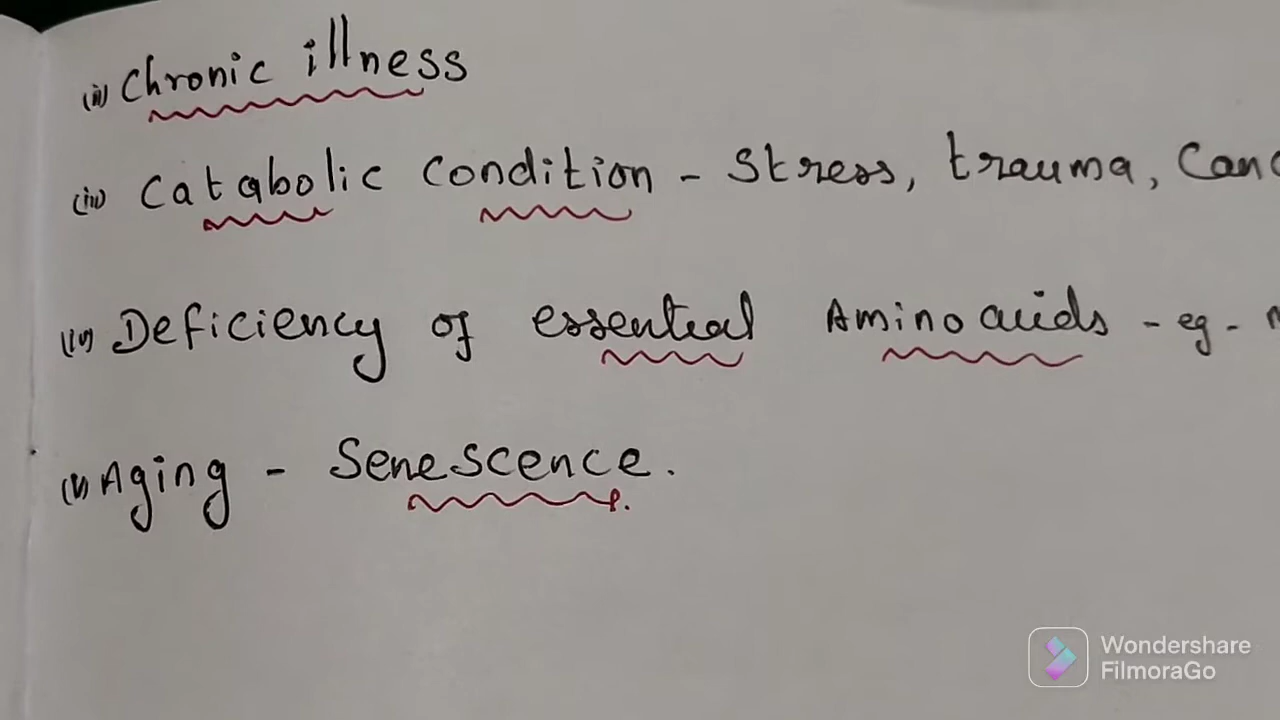 (ii) Chronic illness
(iii) Catabolic Condition - Stress, trauma, Canc
(iv) Deficiency of essential Amino acids - eg -
(v) Aging - Senescence.
Wondershare
FilmoraGo